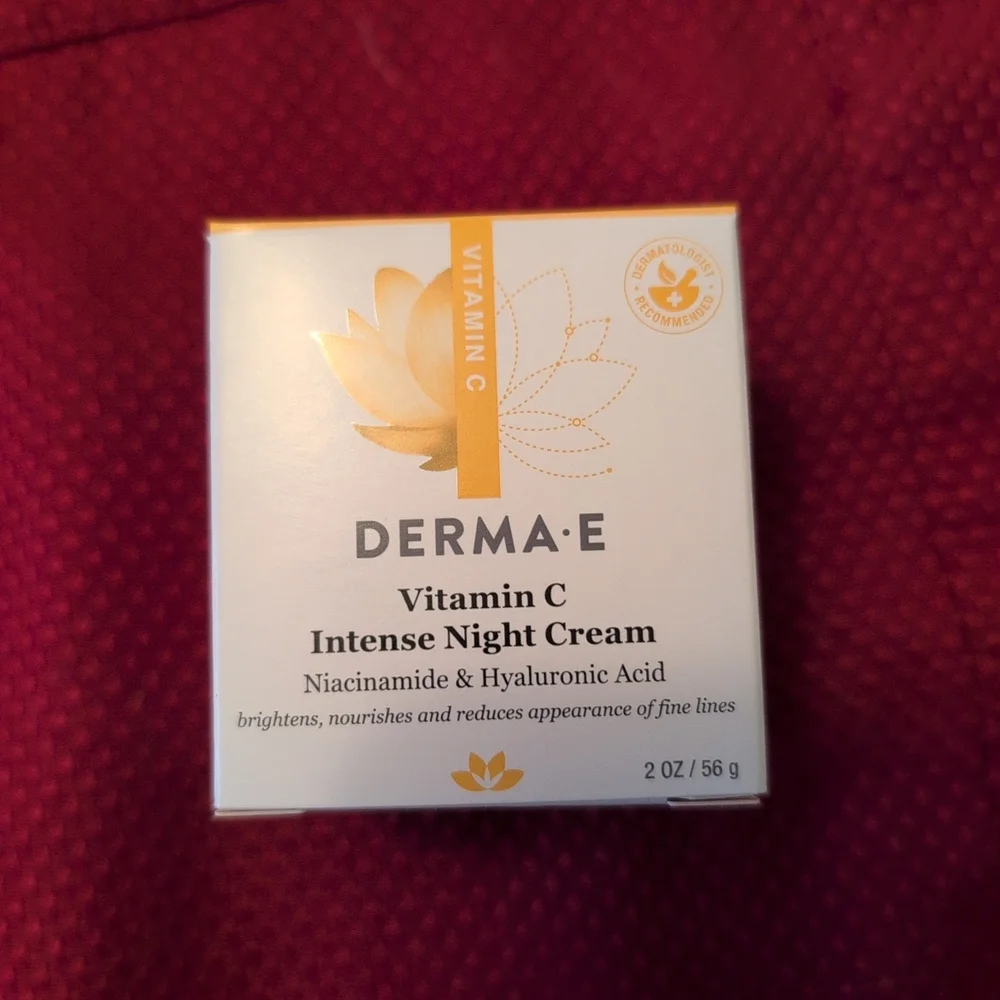 VITAMIN C
DERMATOLOGIST
RECOMMENDED
DERMA·E
Vitamin C
Intense Night Cream
Niacinamide & Hyaluronic Acid
brightens, nourishes and reduces appearance of fine lines
2 OZ / 56 g